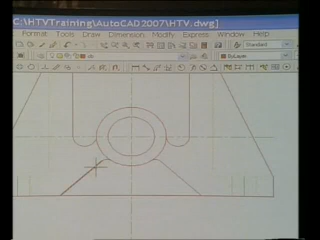 C:\HTVTraining\AutoCAD2007\HTV.dwg]
Format Tools Draw Dimension Modify Express Window Help
Standard
ByLayer